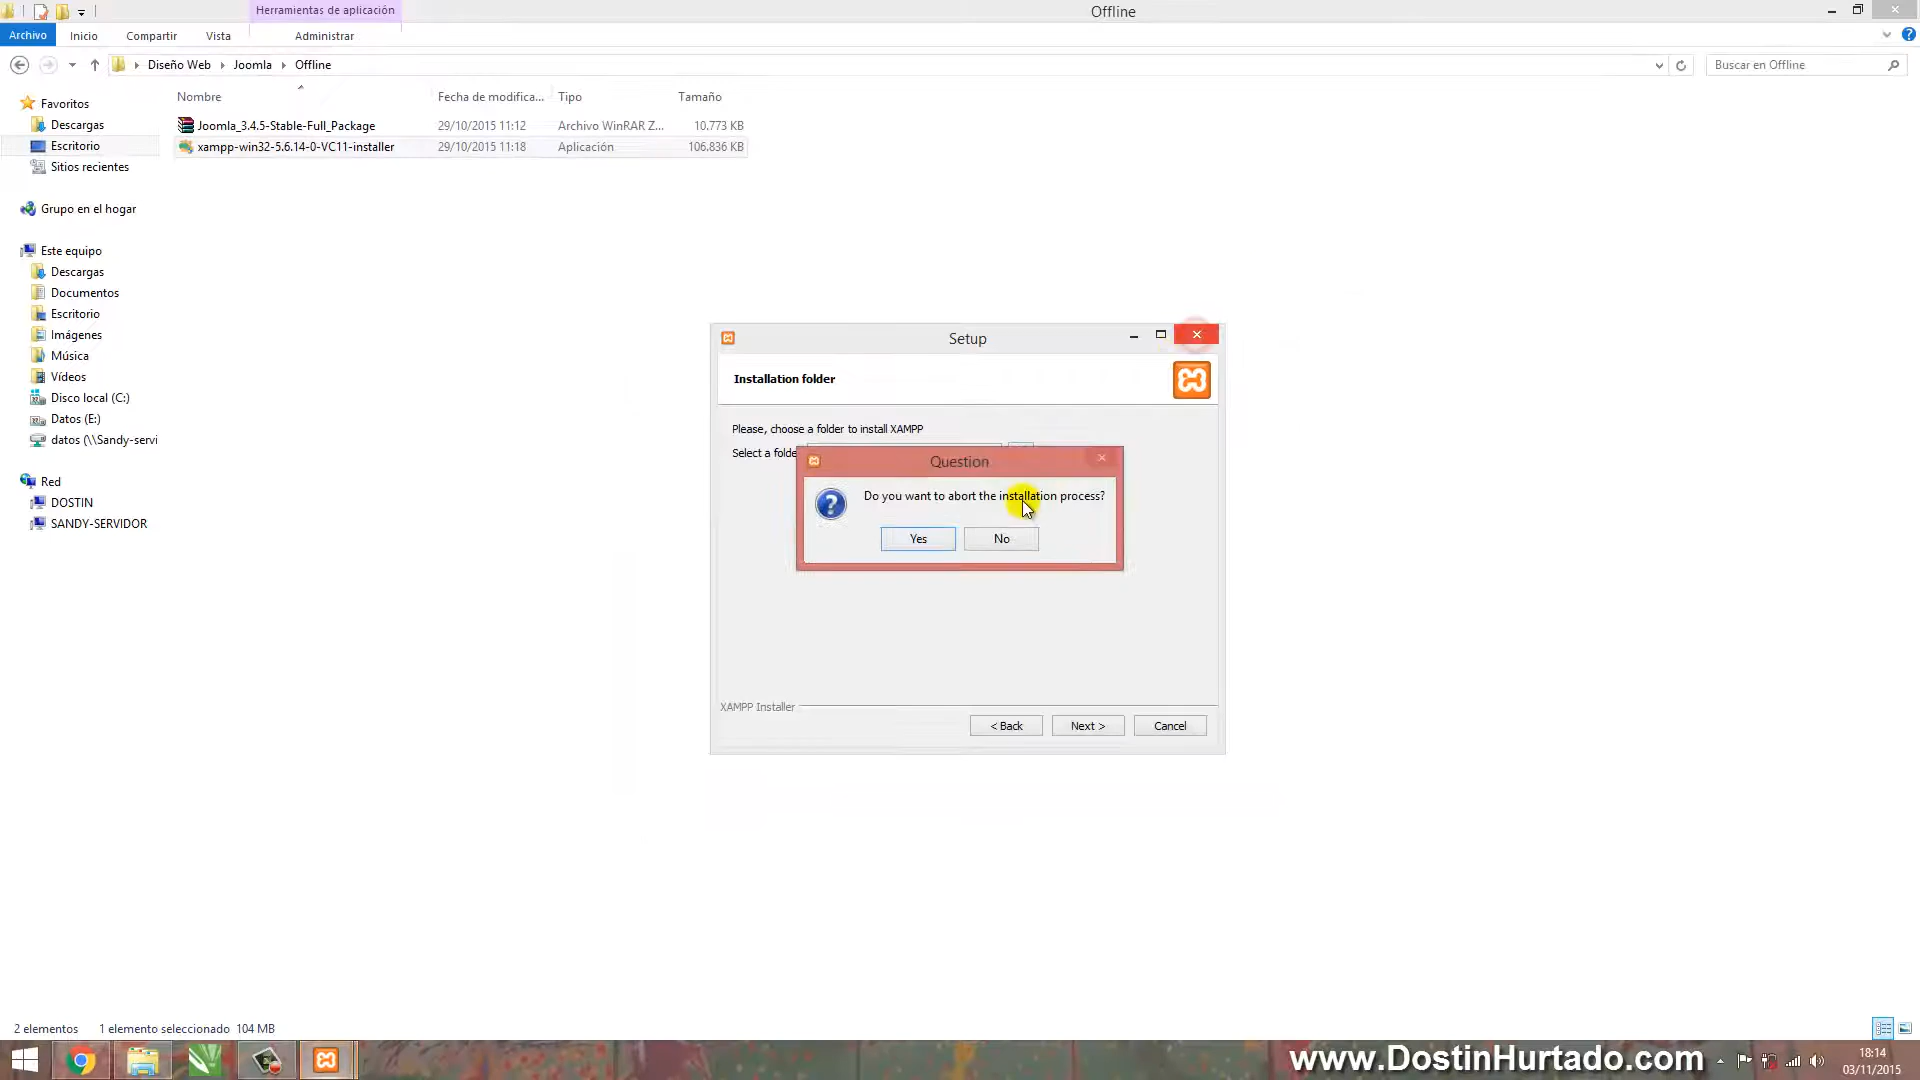 Herramientas de aplicación
Offline
Archivo
Inicio
Compartir
Vista
Administrar
Diseño Web
Joomla
Offline
Buscar en Offline
Nombre
Fecha de modifica...
Tipo
Tamaño
Joomla_3.4.5-Stable-Full_Package
29/10/2015 11:12
Archivo WinRAR Z...
10.773 KB
xampp-win32-5.6.14-0-VC11-installer
29/10/2015 11:18
Aplicación
106.836 KB
Favoritos
Descargas
Escritorio
Sitios recientes
Grupo en el hogar
Este equipo
Descargas
Documentos
Escritorio
Imágenes
Música
Vídeos
Disco local (C:)
Datos (E:)
datos (\\Sandy-servi
Red
DOSTIN
SANDY-SERVIDOR
Setup
Installation folder
Please, choose a folder to install XAMPP
Select a folde
Question
Do you want to abort the installation process?
Yes
No
XAMPP Installer
< Back
Next >
Cancel
2 elementos
1 elemento seleccionado 104 MB
www.DostinHurtado.com
18:14
03/11/2015